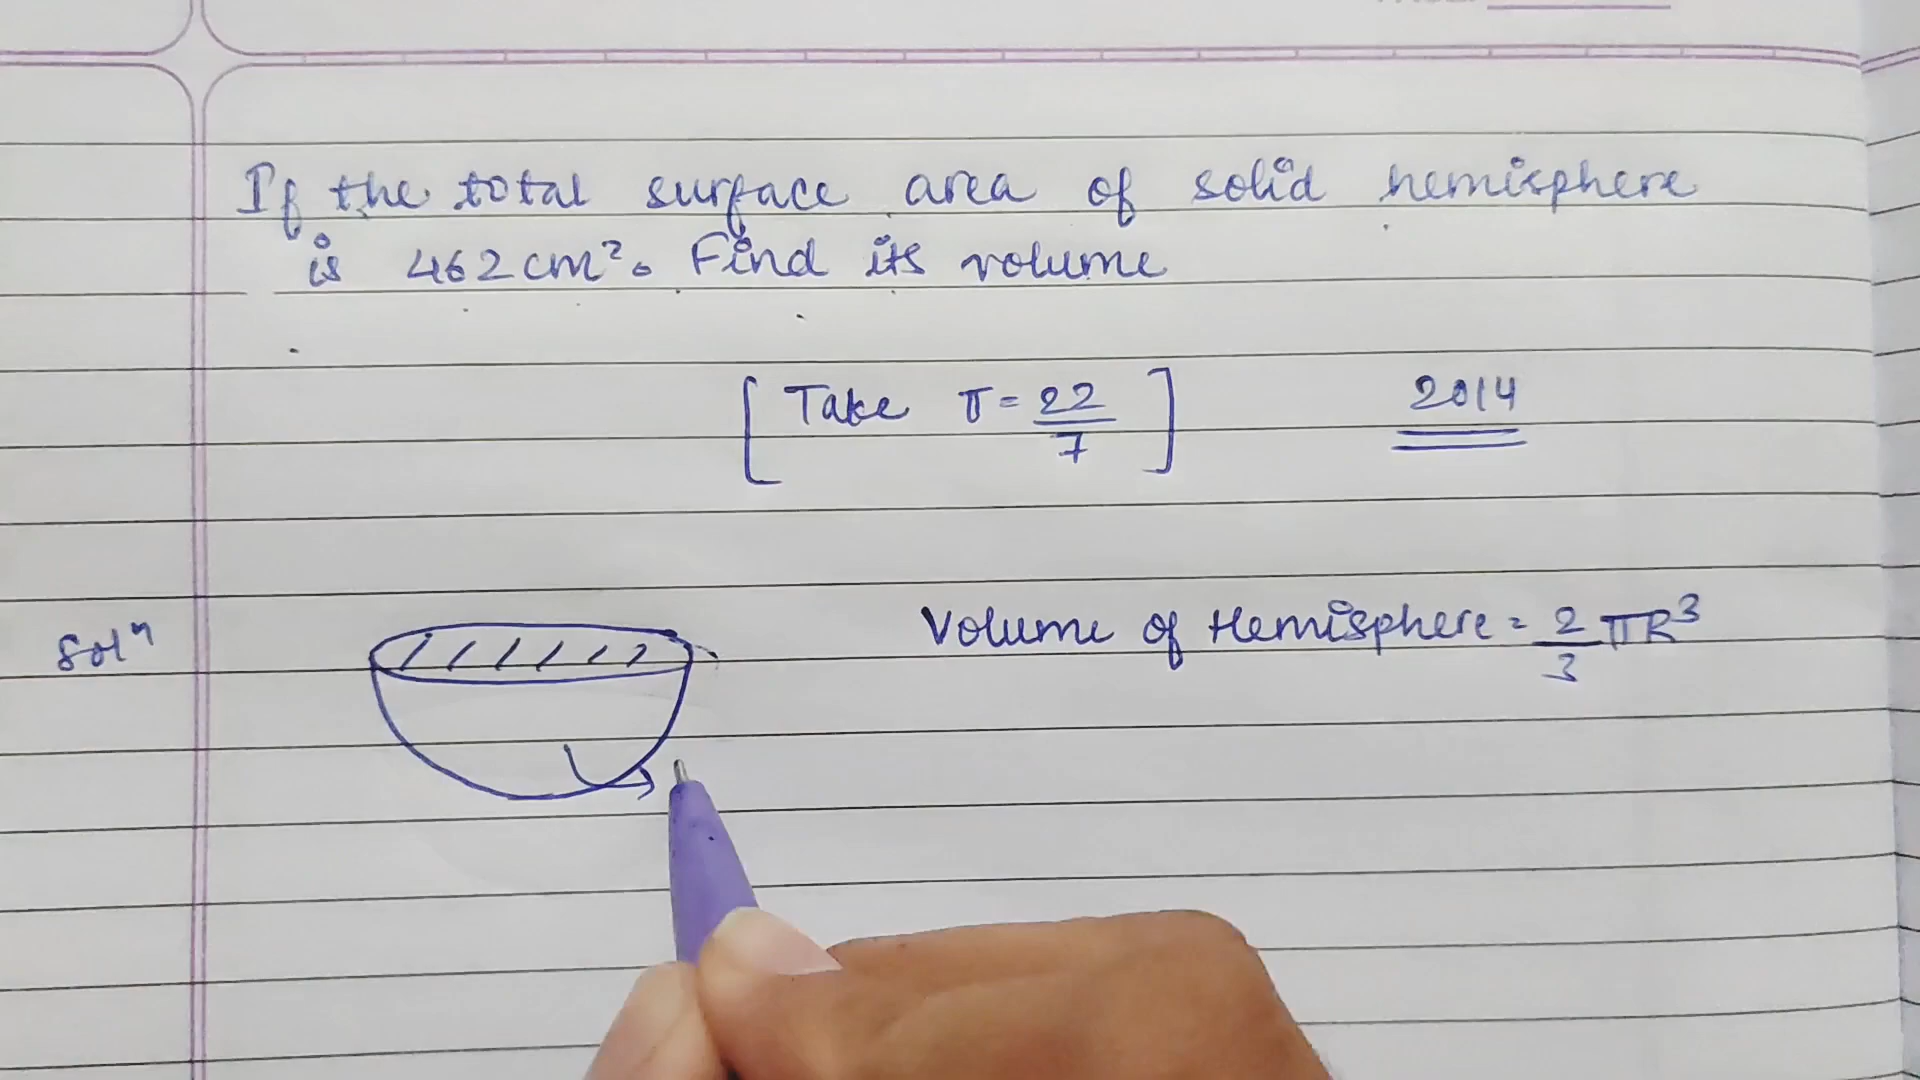 If the total surface area of solid hemisphere
is 462 cm². Find its volume
[Take π = 22/7] 2014
Solⁿ
Volume of Hemisphere = 2/3 πR³